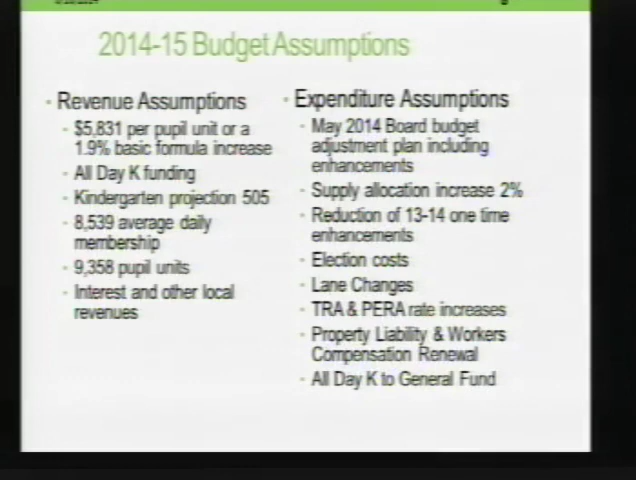 2014-15 Budget Assumptions
Revenue Assumptions
$5,831 per pupil unit or a
1.9% basic formula increase
All Day K funding
Kindergarten projection 505
8,539 average daily
membership
9,358 pupil units
Interest and other local
revenues
Expenditure Assumptions
May 2014 Board budget
adjustment plan including
enhancements
Supply allocation increase 2%
Reduction of 13-14 one time
enhancements
Election costs
Lane Changes
TRA & PERA rate increases
Property Liability & Workers
Compensation Renewal
All Day K to General Fund